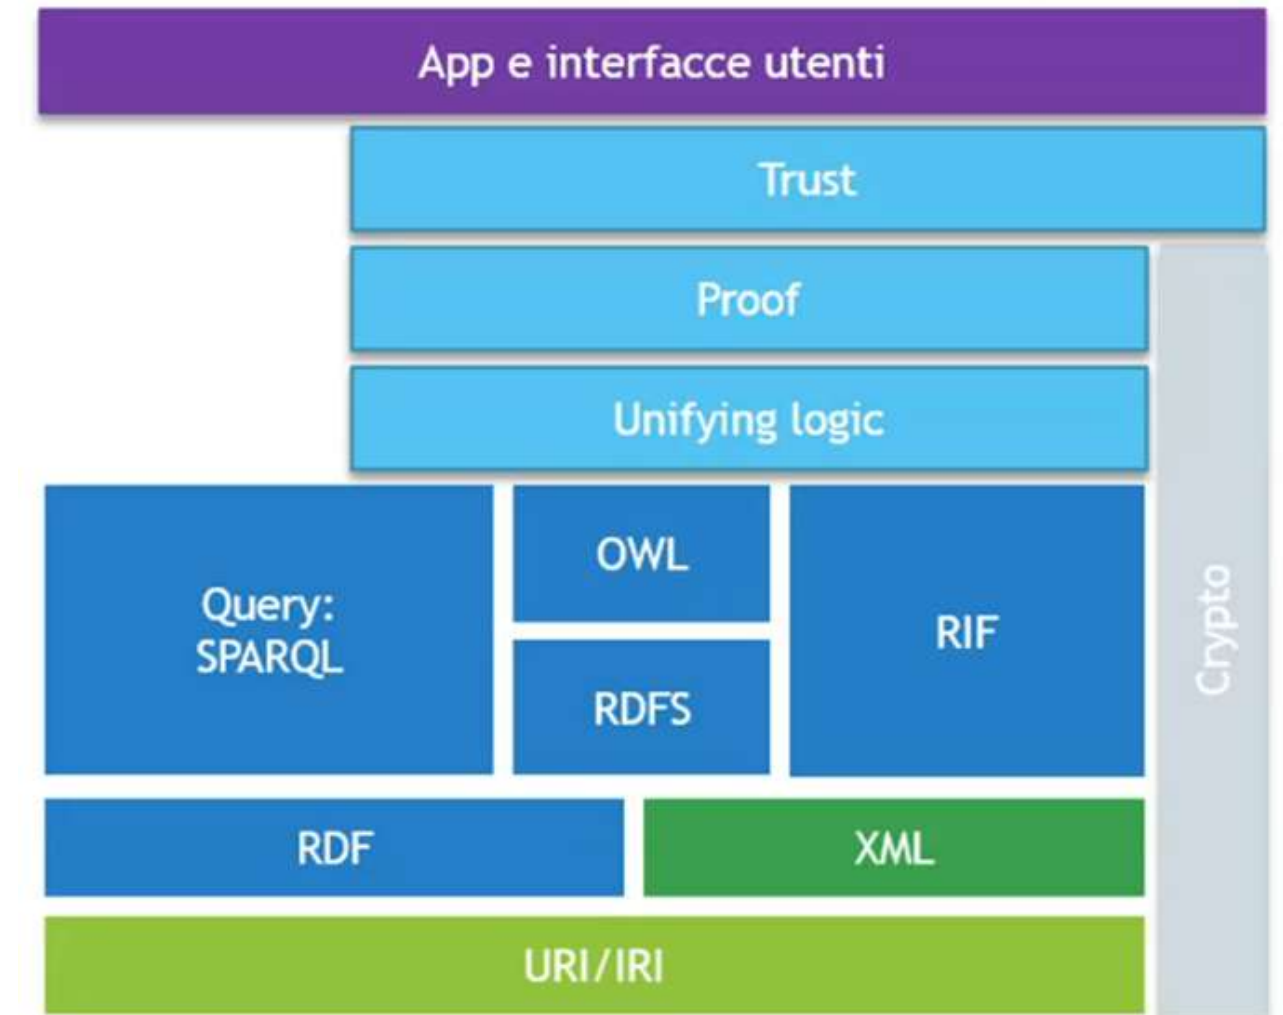 App e interfacce utenti
Trust
Proof
Unifying logic
Query:
SPARQL
OWL
RDFS
RIF
Crypto
RDF
XML
URI/IRI